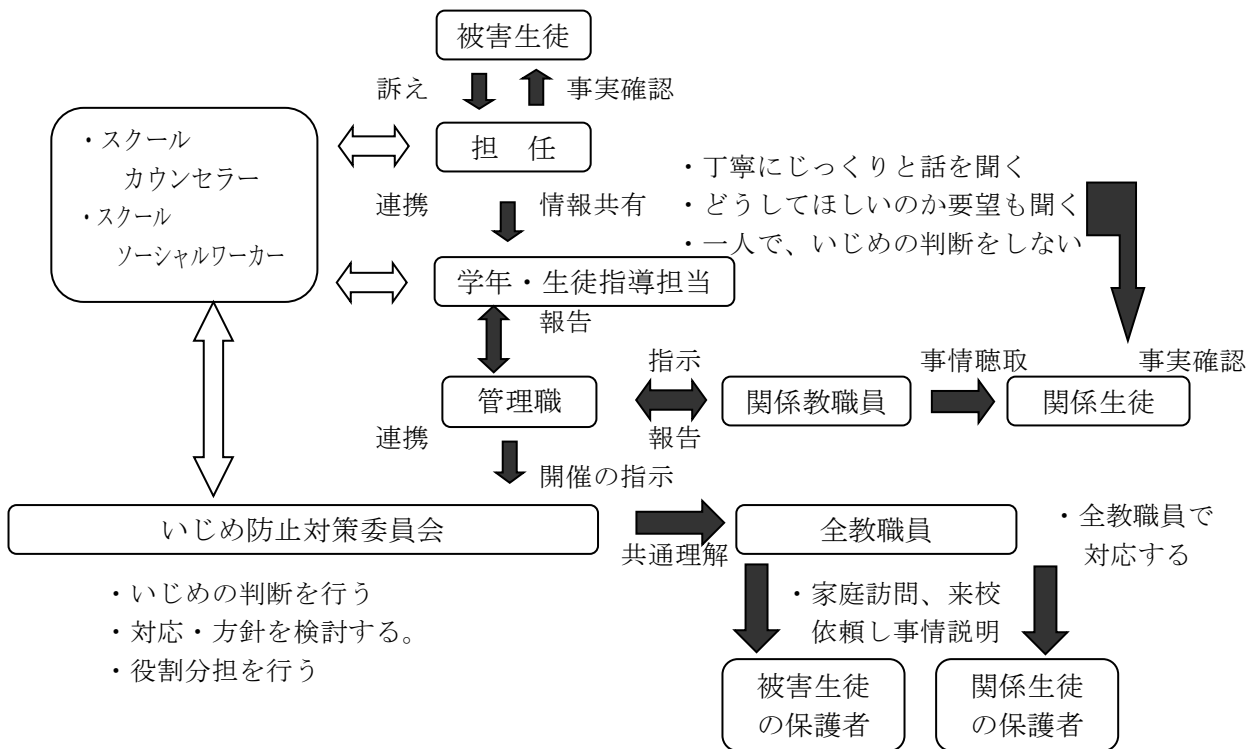 被害生徒
訴え
事実確認
・スクール
カウンセラー
・スクール
ソーシャルワーカー
担　任
・丁寧にじっくりと話を聞く
・どうしてほしいのか要望も聞く
・一人で、いじめの判断をしない
連携
情報共有
学年・生徒指導担当
報告
指示
事情聴取
事実確認
管理職
関係教職員
関係生徒
連携
報告
開催の指示
いじめ防止対策委員会
共通理解
全教職員
・全教職員で
対応する
・いじめの判断を行う
・対応・方針を検討する。
・役割分担を行う
・家庭訪問、来校
依頼し事情説明
被害生徒
の保護者
関係生徒
の保護者